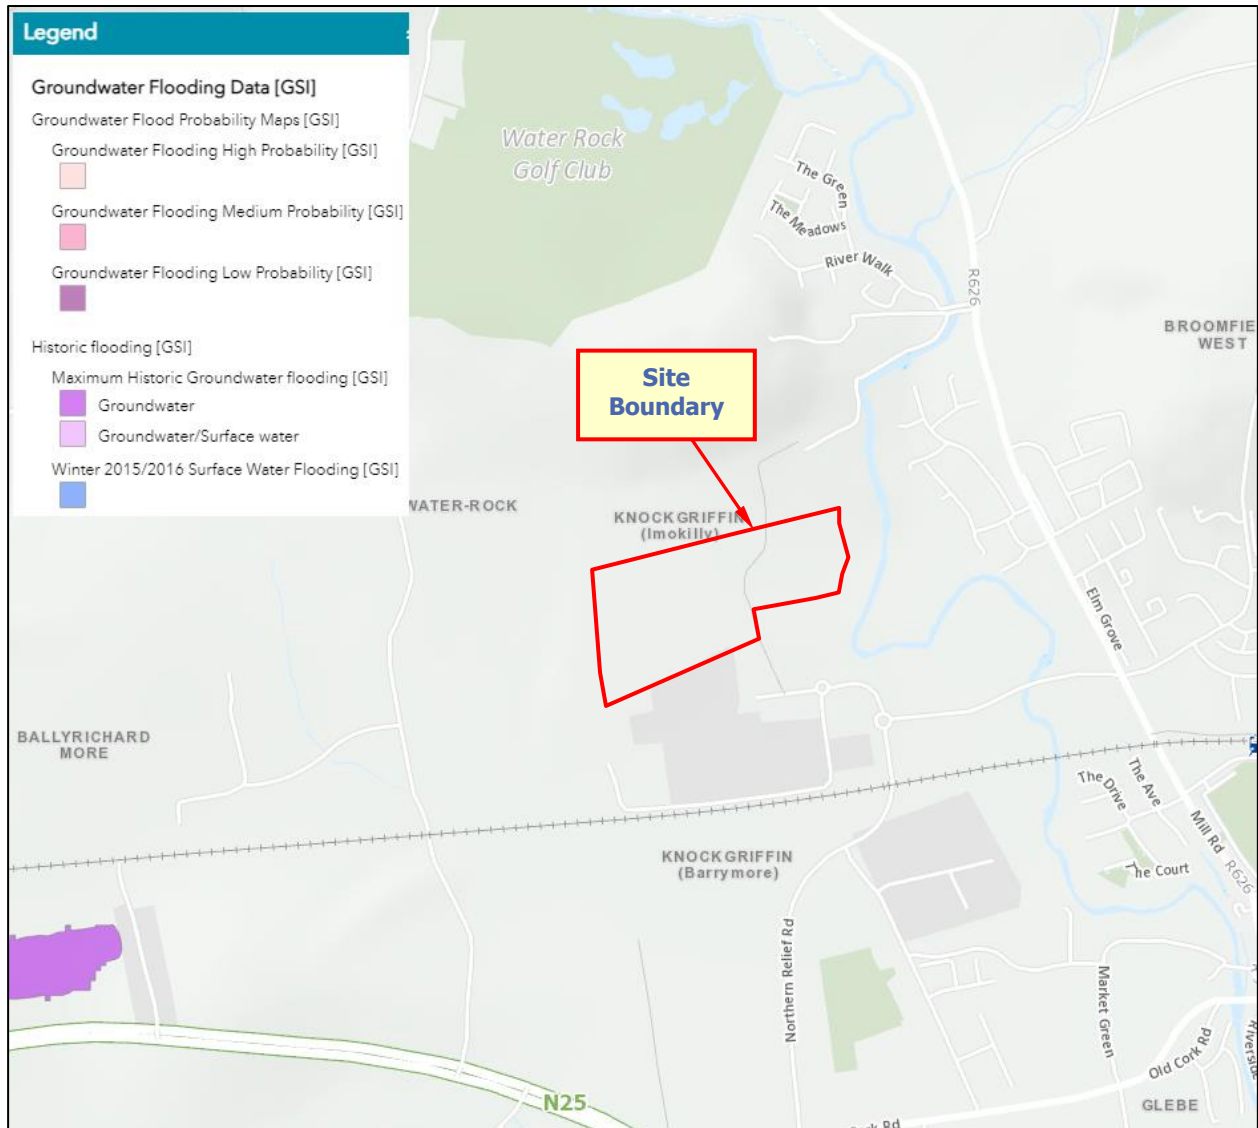 Legend
Groundwater Flooding Data [GSI]
Groundwater Flood Probability Maps [GSI]
Groundwater Flooding High Probability [GSI]
Groundwater Flooding Medium Probability [GSI]
Groundwater Flooding Low Probability [GSI]
Historic flooding [GSI]
Maximum Historic Groundwater flooding [GSI]
Groundwater
Groundwater/Surface water
Winter 2015/2016 Surface Water Flooding [GSI]
Water Rock
Golf Club
The Green
The Meadows
River Walk
R626
BROOMFIE
WEST
Site
Boundary
WATER-ROCK
KNOCKGRIFFIN
(Imokilly)
Elm Grove
BALLYRICHARD
MORE
The Drive
The Ave
Mill Rd
R626
The Court
KNOCKGRIFFIN
(Barrymore)
Northern Relief Rd
Market Green
Old Cork Rd
Riverside
N25
GLEBE
rk Rd